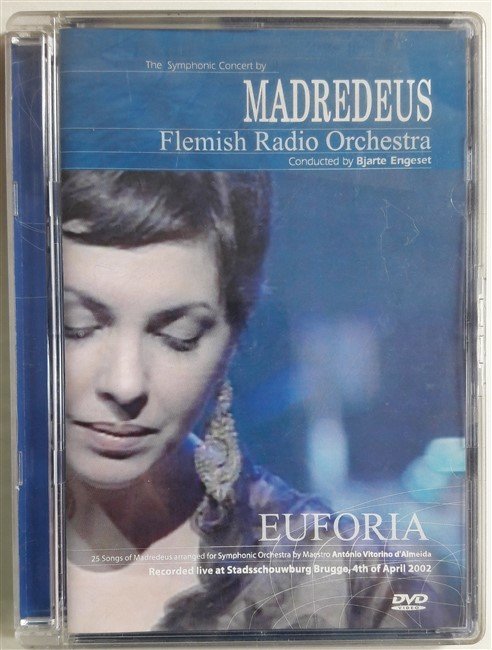 The Symphonic Concert by
MADREDEUS
Flemish Radio Orchestra
Conducted by Bjarte Engeset
EUFORIA
25 Songs of Madredeus arranged for Symphonic Orchestra by Maestro António Vitorino d'Almeida
Recorded live at Stadsschouwburg Brugge, 4th of April 2002
DVD
VIDEO